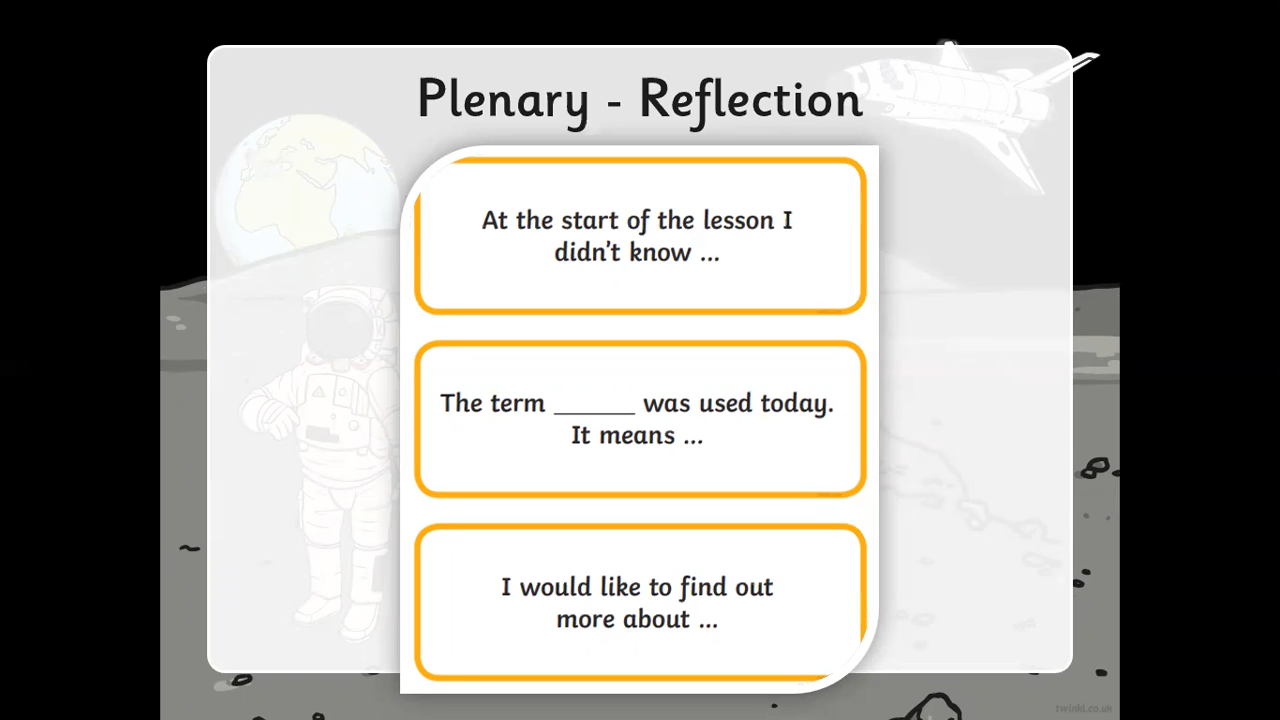 Plenary - Reflection
At the start of the lesson I
didn't know ...
The term ______ was used today.
It means ...
I would like to find out
more about ...
twinkl.co.uk